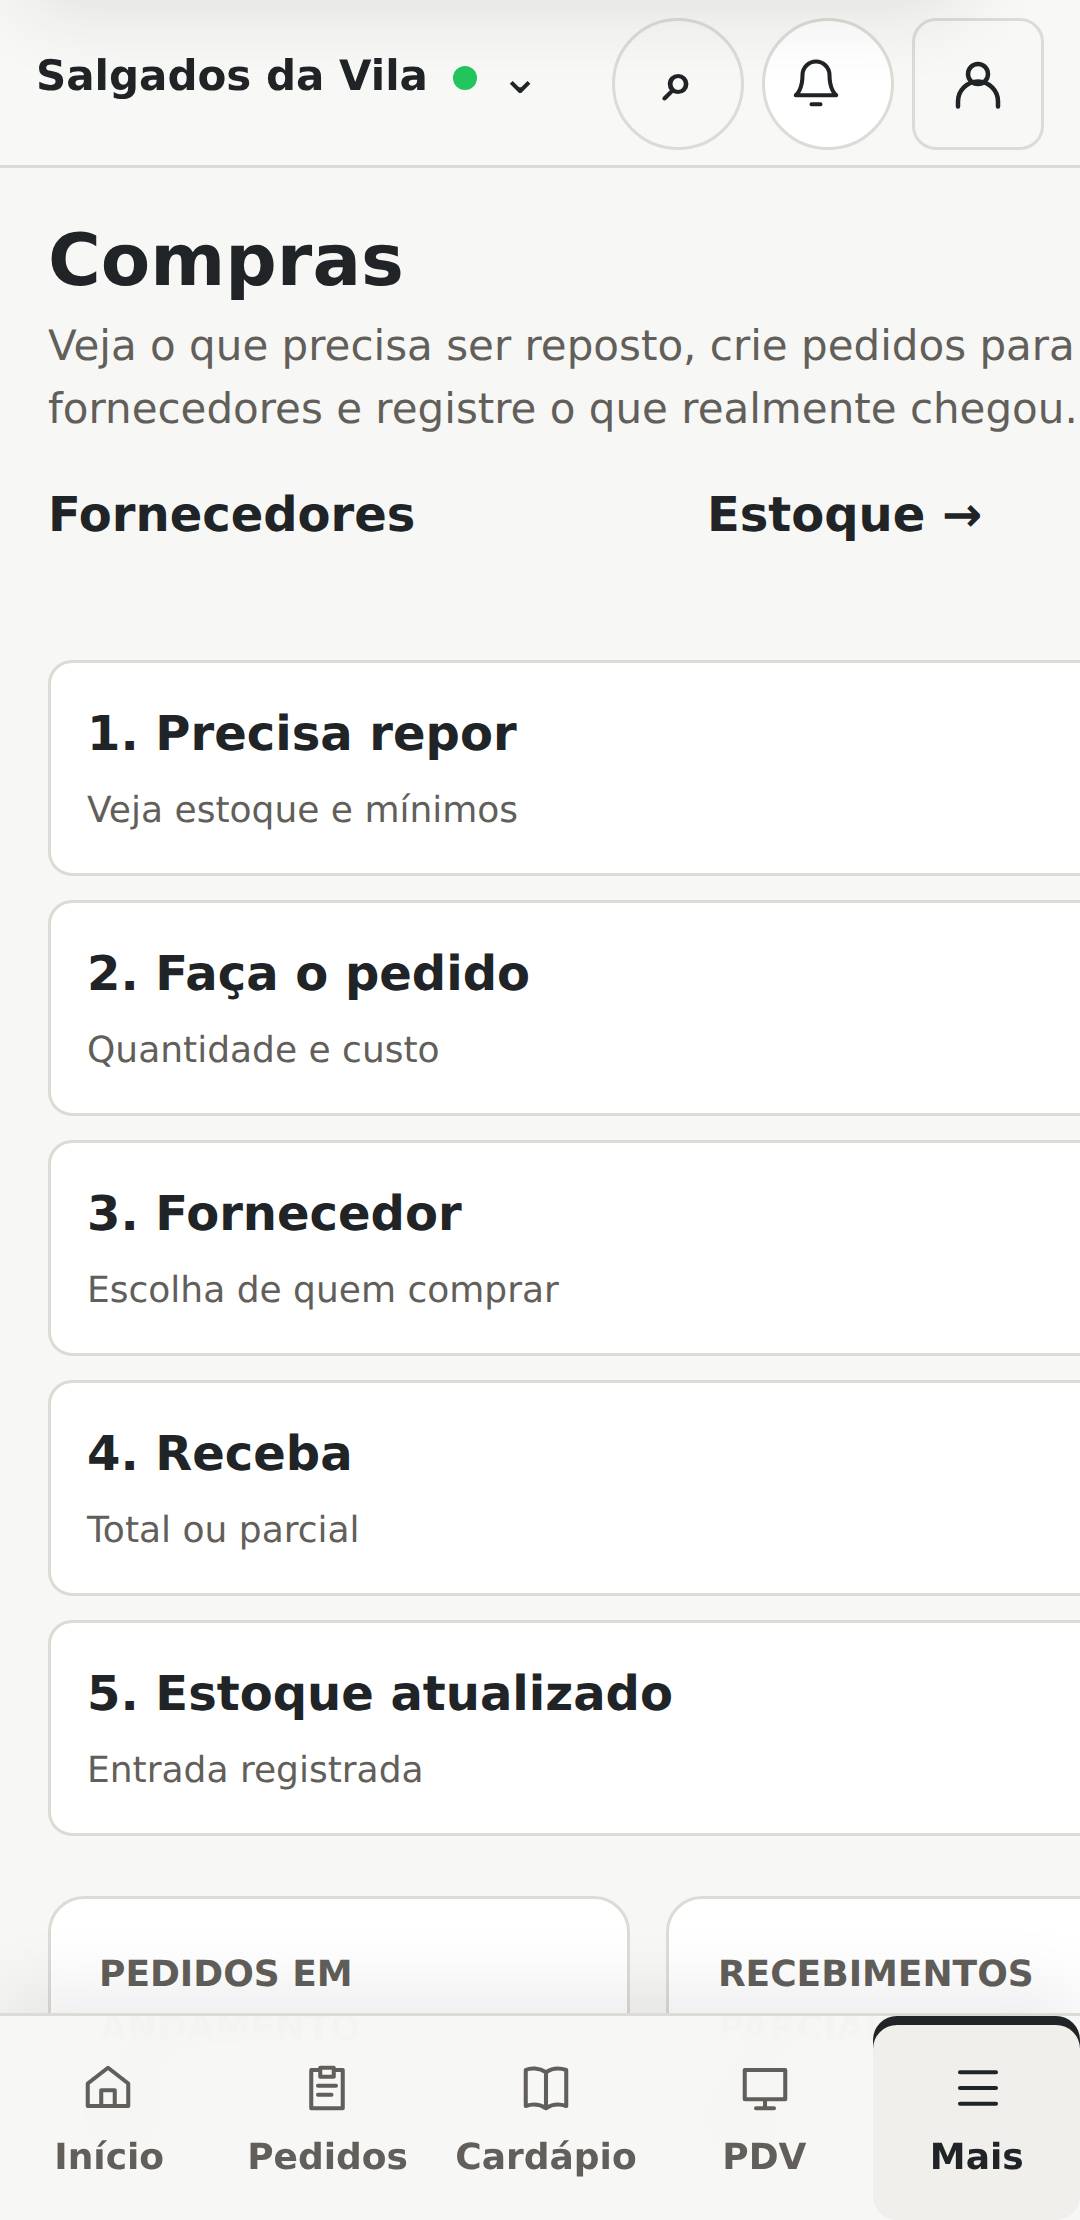 Salgados da Vila
Compras
Veja o que precisa ser reposto, crie pedidos para
fornecedores e registre o que realmente chegou.
Fornecedores
Estoque →
1. Precisa repor
Veja estoque e mínimos
2. Faça o pedido
Quantidade e custo
3. Fornecedor
Escolha de quem comprar
4. Receba
Total ou parcial
5. Estoque atualizado
Entrada registrada
PEDIDOS EM
ANDAMENTO
RECEBIMENTOS
Início
Pedidos
Cardápio
PDV
Mais